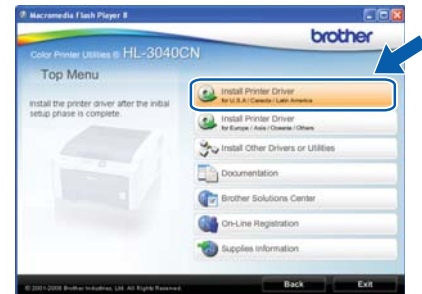 Macromedia Flash Player 8
brother
Color Printer Utilities © HL-3040CN
Top Menu
Install the printer driver after the initial
setup phase is complete.
Install Printer Driver
for U.S.A / Canada / Latin America
Install Printer Driver
for Europe / Asia / Oceania / Others
Install Other Drivers or Utilities
Documentation
Brother Solutions Center
On-Line Registration
Supplies Information
© 2001-2008 Brother Industries, Ltd. All Rights Reserved.
Back
Exit